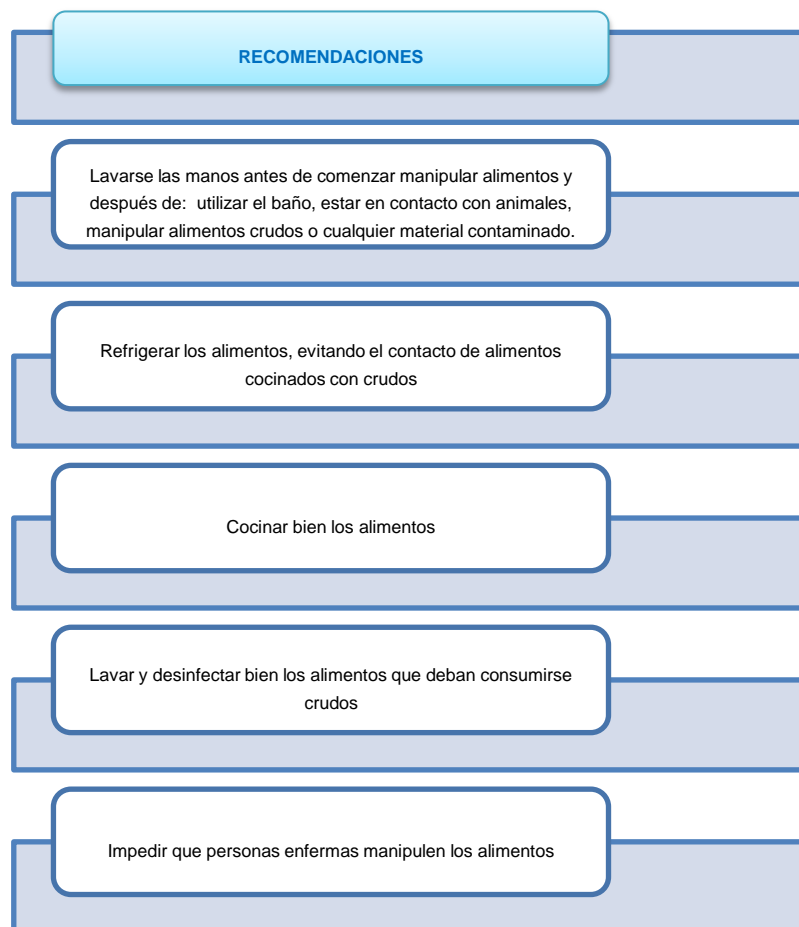 RECOMENDACIONES
Lavarse las manos antes de comenzar manipular alimentos y
después de: utilizar el baño, estar en contacto con animales,
manipular alimentos crudos o cualquier material contaminado.
Refrigerar los alimentos, evitando el contacto de alimentos
cocinados con crudos
Cocinar bien los alimentos
Lavar y desinfectar bien los alimentos que deban consumirse
crudos
Impedir que personas enfermas manipulen los alimentos